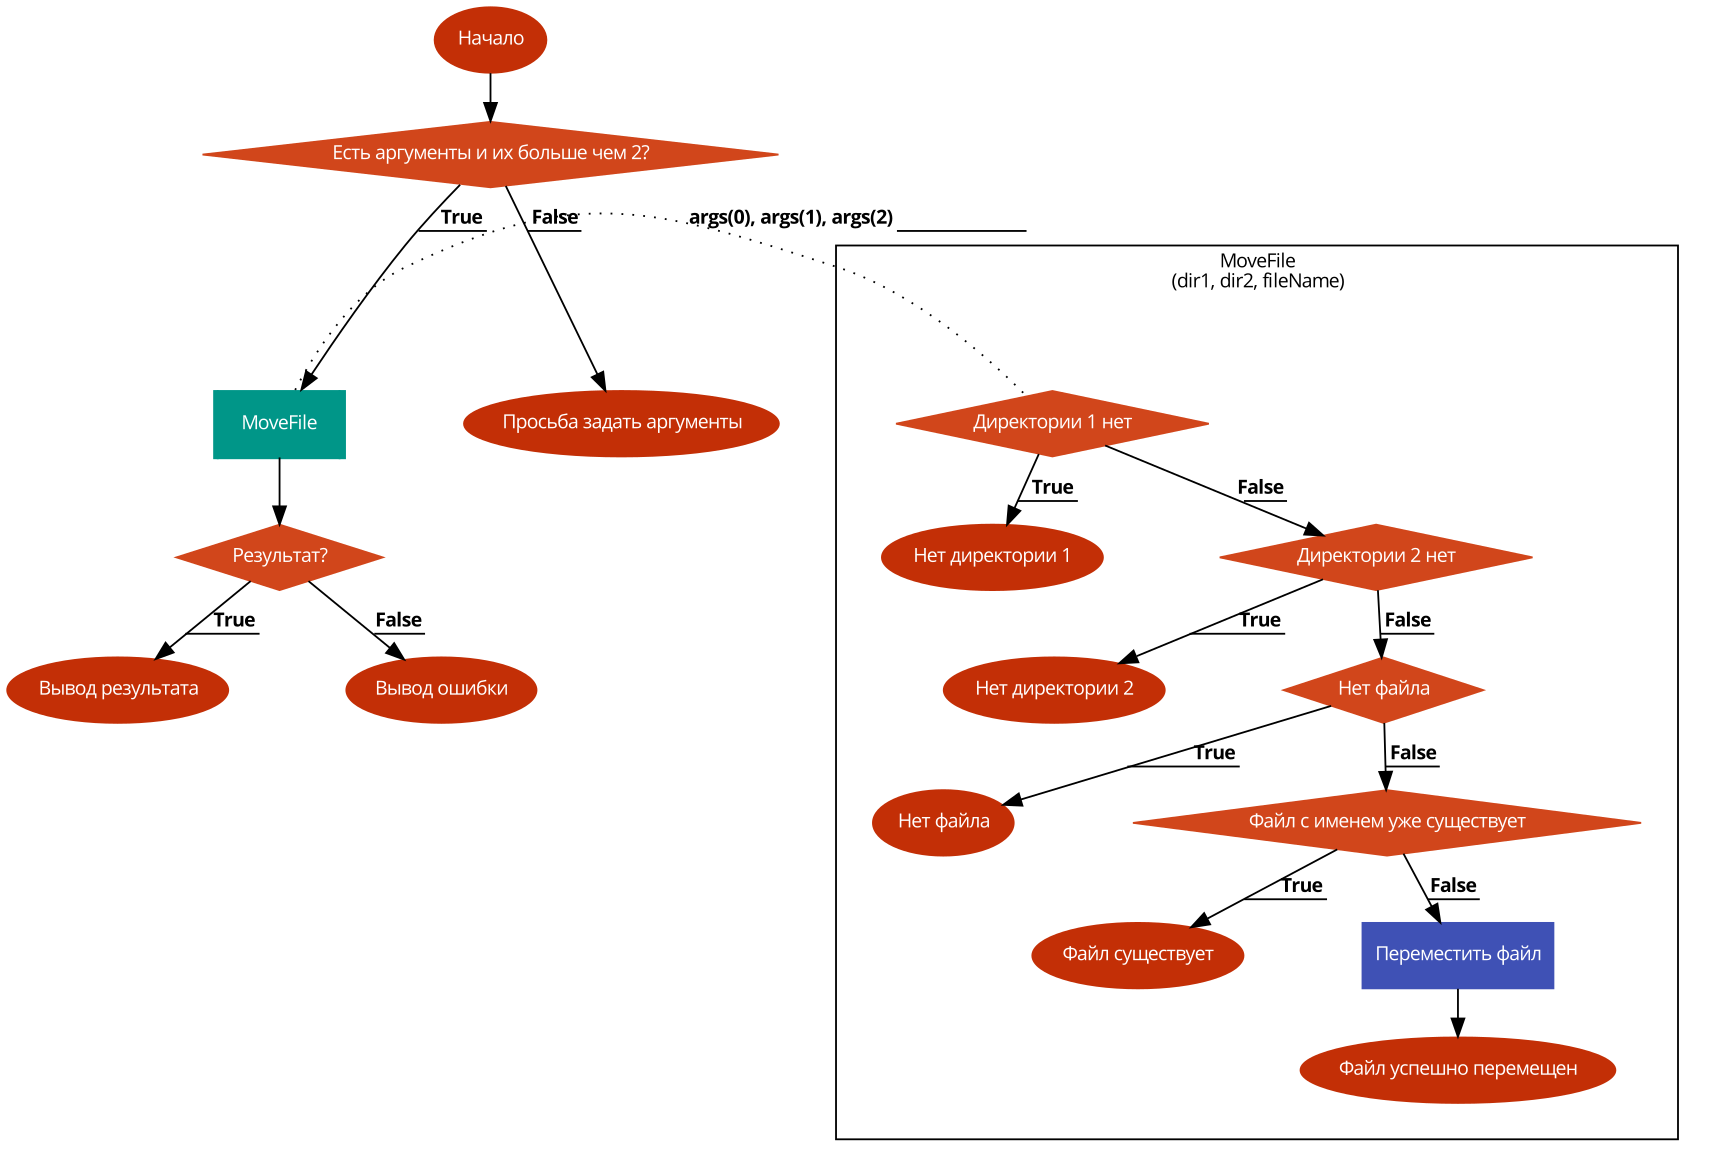 Начало
Есть аргументы и их больше чем 2?
True
False
args(0), args(1), args(2)
MoveFile
(dir1, dir2, fileName)
MoveFile
Просьба задать аргументы
Директории 1 нет
True
False
Результат?
Нет директории 1
Директории 2 нет
True
False
True
False
Вывод результата
Вывод ошибки
Нет директории 2
Нет файла
True
False
Нет файла
Файл с именем уже существует
True
False
Файл существует
Переместить файл
Файл успешно перемещен